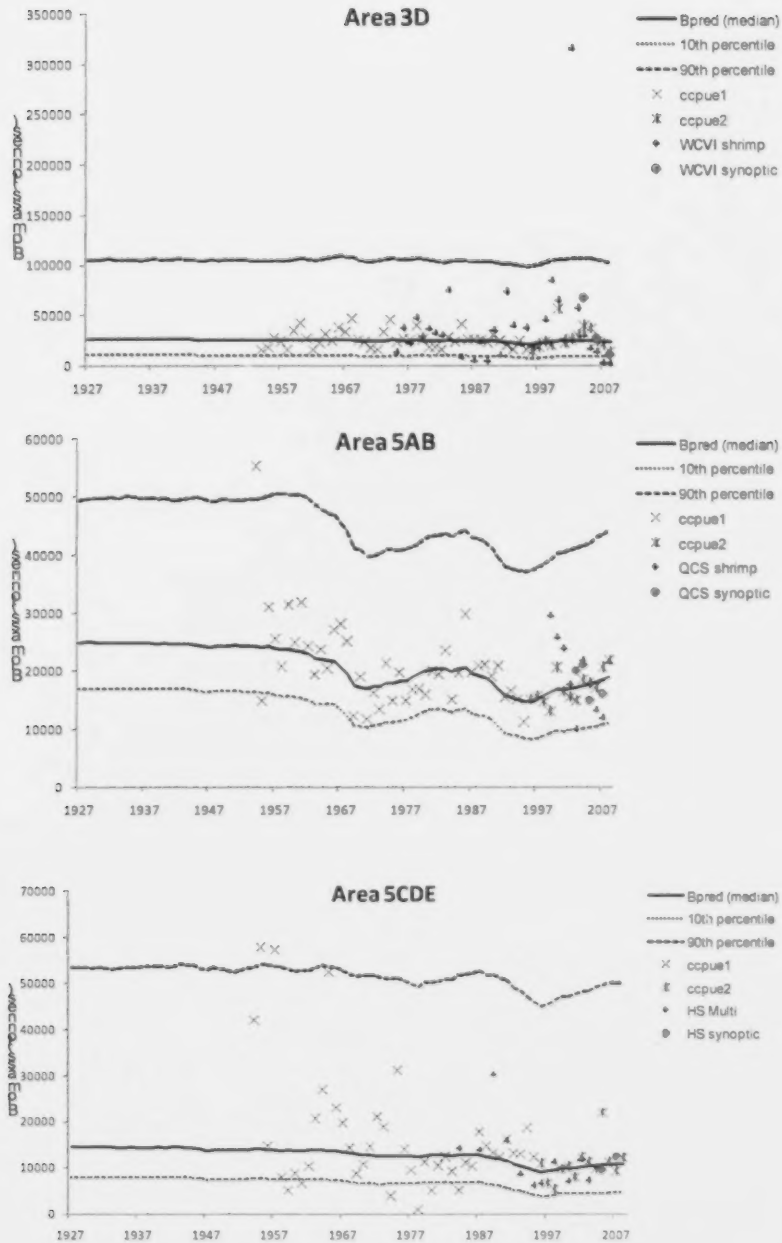 Area 3D
350000
300000
250000
200000
150000
100000
50000
0
1927 1937 1947 1957 1967 1977 1987 1997 2007
Bpred (median)
10th percentile
90th percentile
ccpue1
ccpue2
WCVI shrimp
WCVI synoptic
Area 5AB
60000
50000
40000
30000
20000
10000
0
1927 1937 1947 1957 1967 1977 1987 1997 2007
Bpred (median)
10th percentile
90th percentile
ccpue1
ccpue2
QCS shrimp
QCS synoptic
Area 5CDE
70000
60000
50000
40000
30000
20000
10000
0
1927 1937 1947 1957 1967 1977 1987 1997 2007
Bpred (median)
10th percentile
90th percentile
ccpue1
ccpue2
HS Multi
HS synoptic